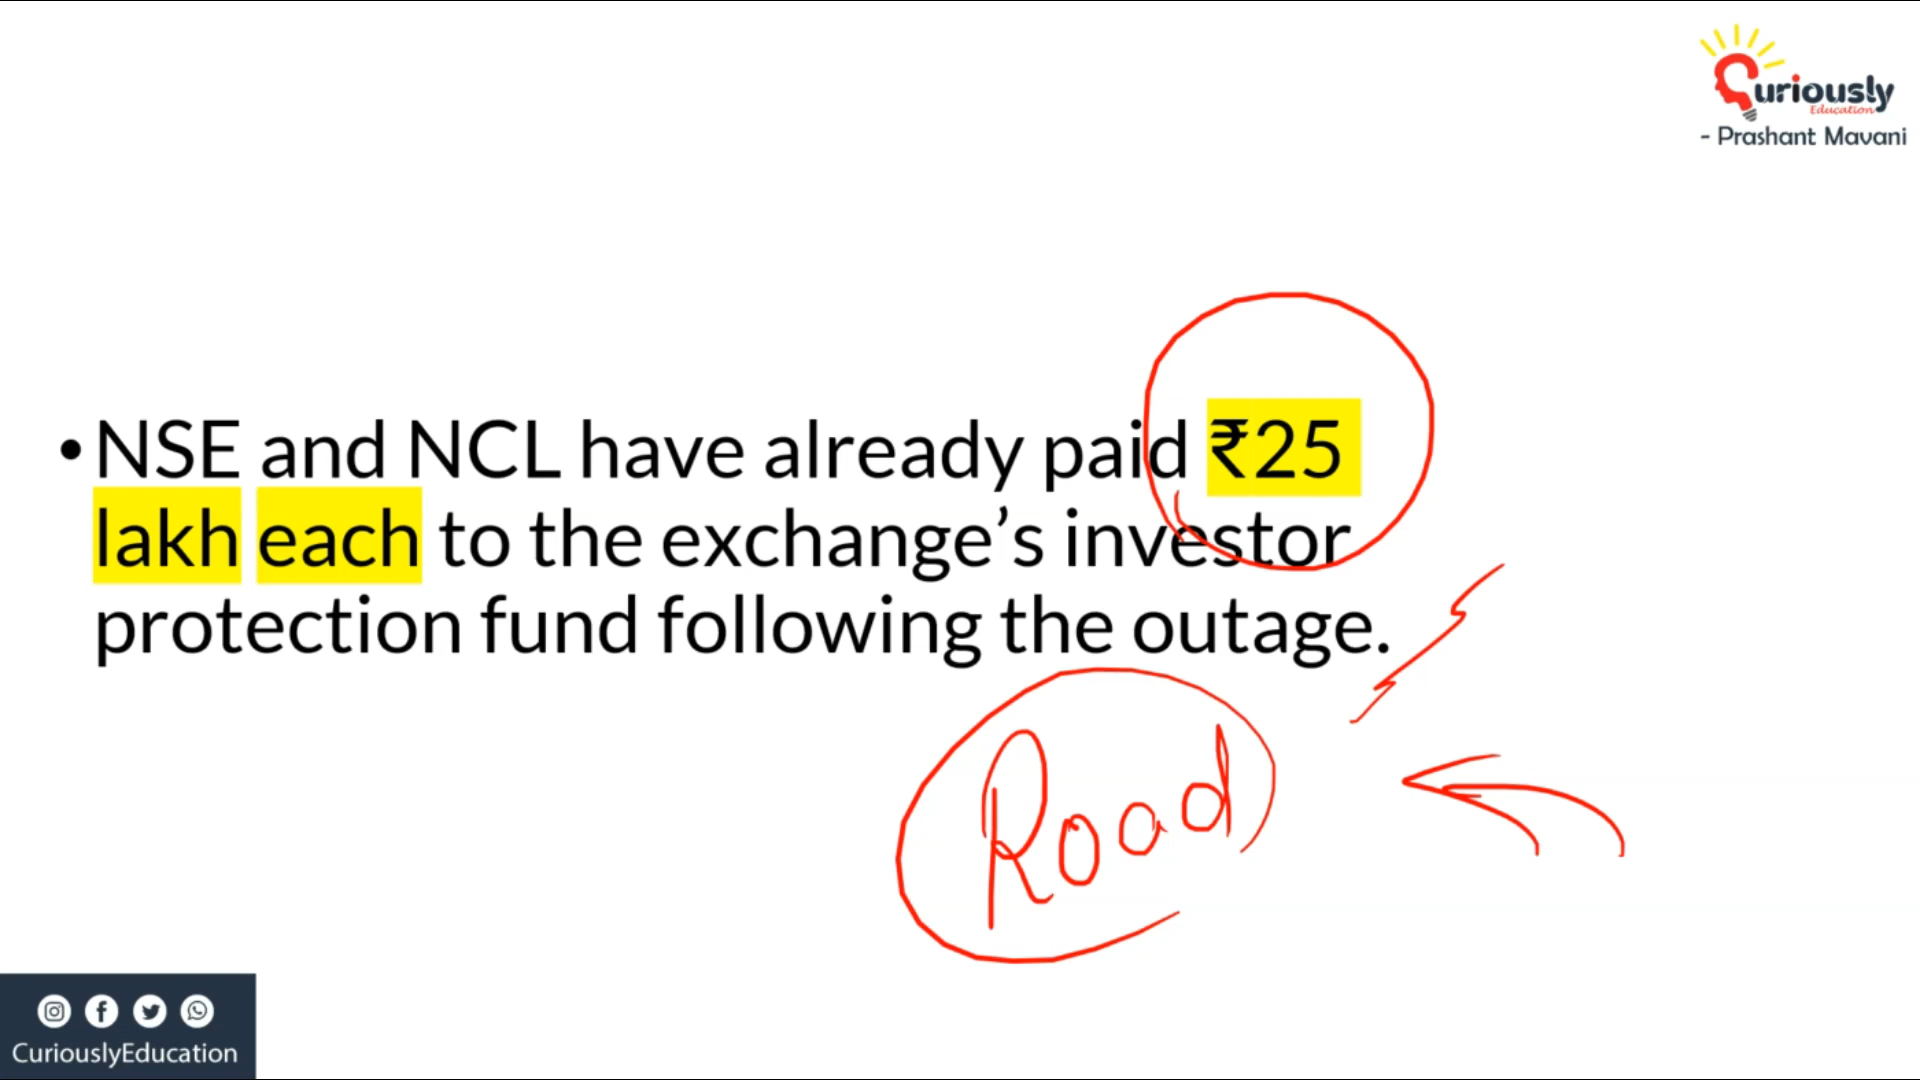 Curiously
Education
- Prashant Mavani
•NSE and NCL have already paid ₹25
lakh each to the exchange’s investor
protection fund following the outage.
Road
CuriouslyEducation